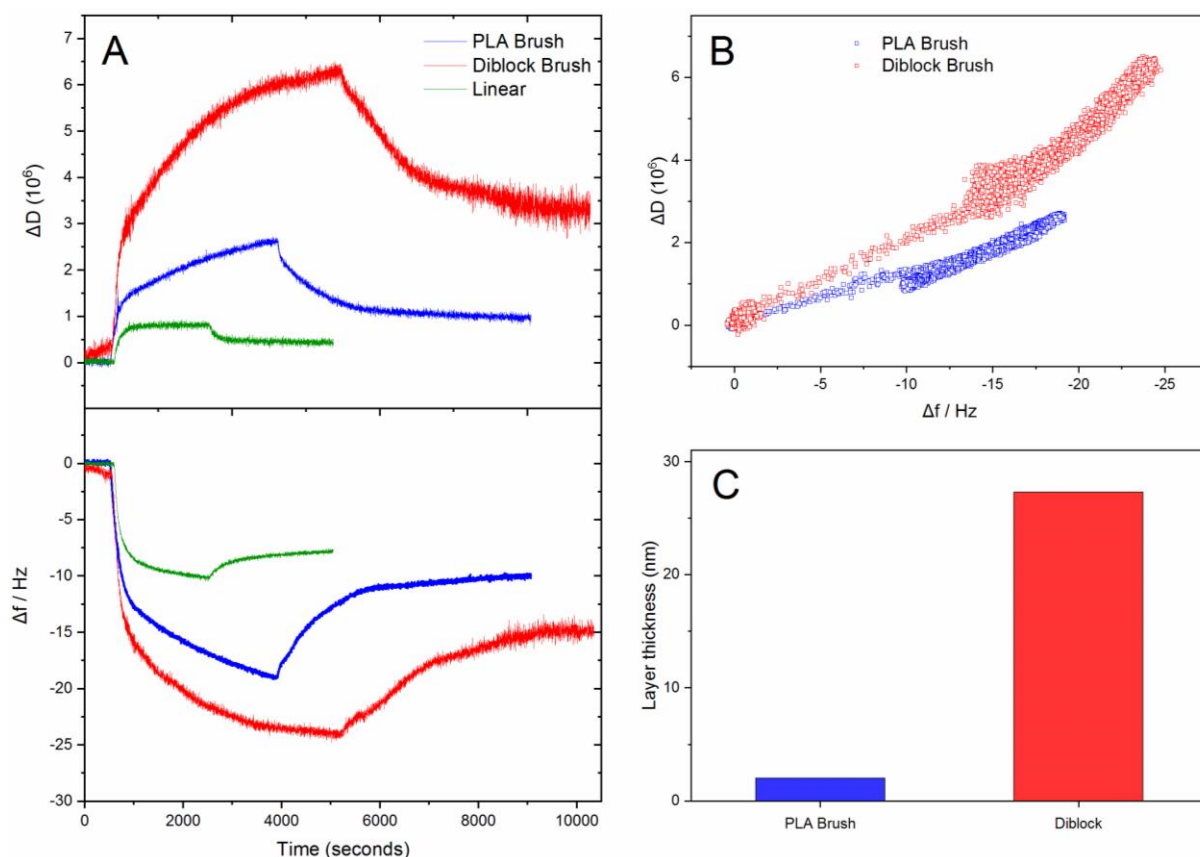 A
PLA Brush
Diblock Brush
Linear
ΔD (10⁶)
7
6
5
4
3
2
1
0
Δf / Hz
0
-5
-10
-15
-20
-25
-30
0
2000
4000
6000
8000
10000
Time (seconds)
B
PLA Brush
Diblock Brush
ΔD (10⁶)
6
4
2
0
0
-5
-10
-15
-20
-25
Δf / Hz
C
Layer thickness (nm)
30
20
10
0
PLA Brush
Diblock